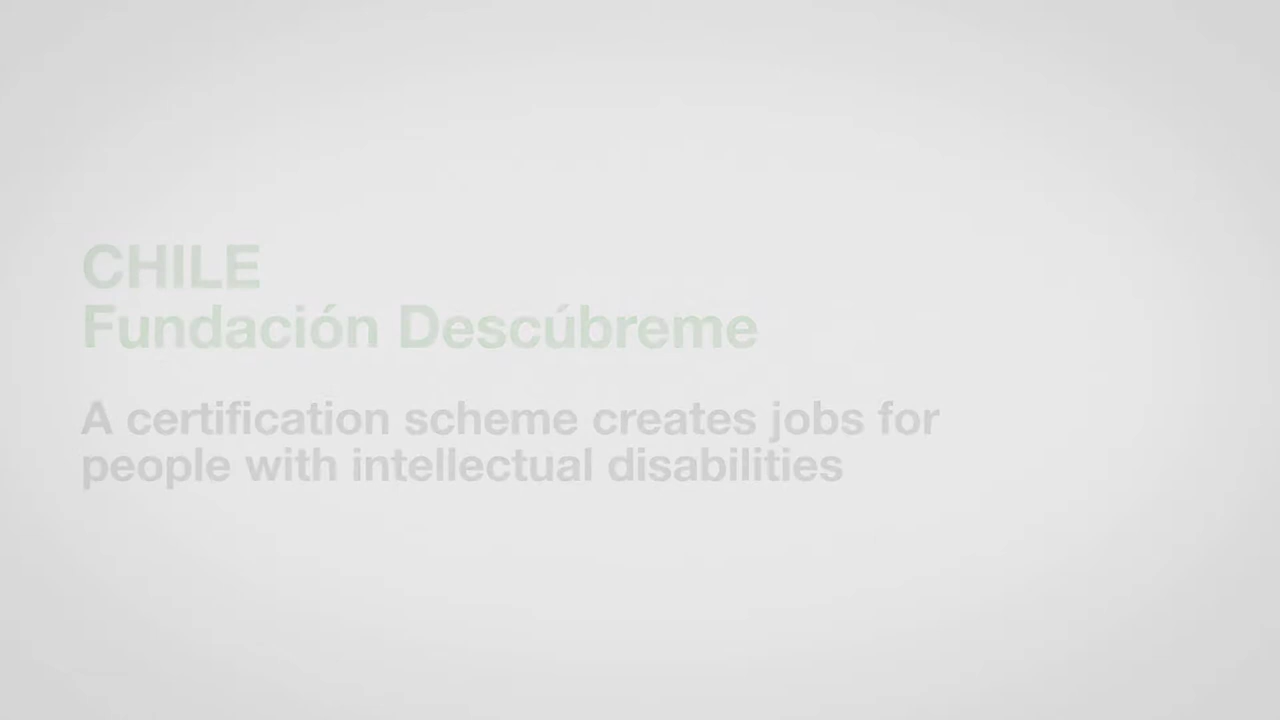 CHILE
Fundación Descúbreme
A certification scheme creates jobs for
people with intellectual disabilities